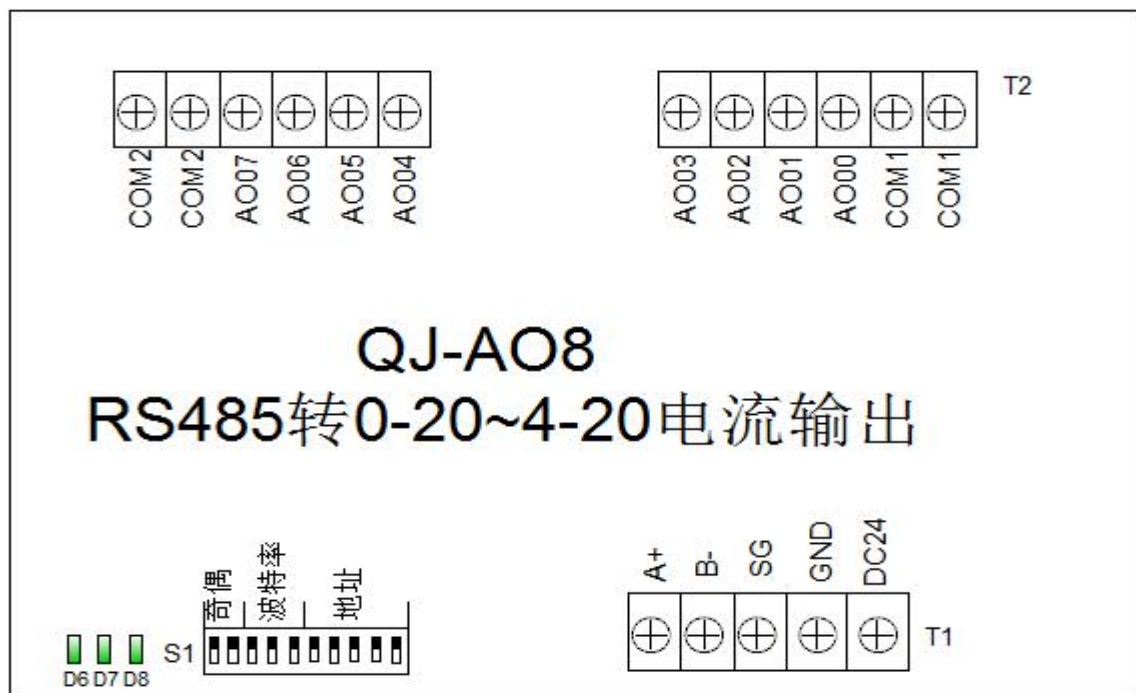 T2
COM2 COM2 AO07 AO06 AO05 AO04
AO03 AO02 AO01 AO00 COM1 COM1
QJ-AO8
RS485转0-20~4-20电流输出
奇偶 波特率 地址
A+ B- SG GND DC24
D6 D7 D8
S1
T1